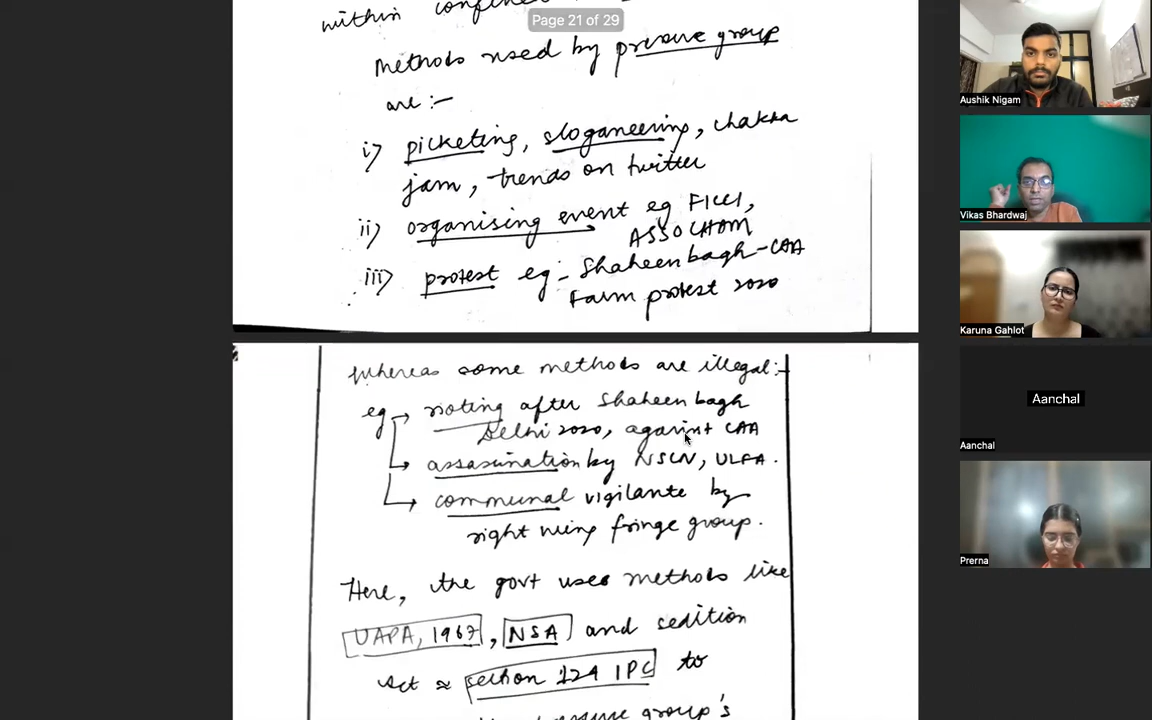 within confine
Page 21 of 29
Methods used by pressure group
are :-
i) picketing, sloganeering, chakka
jam, trends on twitter
ii) organising event eg FICCI,
ASSOCHAM
iii) protest eg:- Shaheen bagh-CAA
Farm protest 2020
Whereas some methods are illegal:-
eg → rioting after Shaheen bagh
Delhi 2020, against CAA
→ assasination by NSCN, ULFA.
→ communal vigilante by
right wing fringe group.
Here, the govt uses methods like
UAPA, 1967, NSA and sedition
act ≈ section 124 IPC to
pressure group's
Aushik Nigam
Vikas Bhardwaj
Karuna Gahlot
Aanchal
Aanchal
Prerna